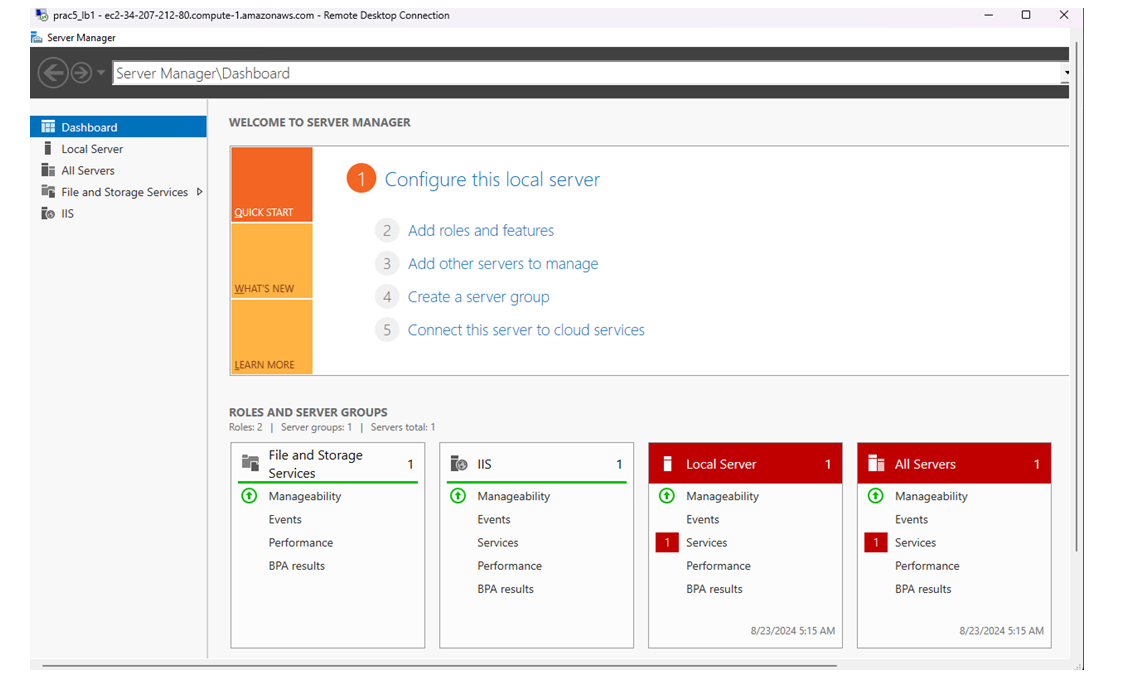 prac5_lb1 - ec2-34-207-212-80.compute-1.amazonaws.com - Remote Desktop Connection
Server Manager
Server Manager\Dashboard
Dashboard
Local Server
All Servers
File and Storage Services
IIS
WELCOME TO SERVER MANAGER
QUICK START
WHAT'S NEW
LEARN MORE
1 Configure this local server
2 Add roles and features
3 Add other servers to manage
4 Create a server group
5 Connect this server to cloud services
ROLES AND SERVER GROUPS
Roles: 2 | Server groups: 1 | Servers total: 1
File and Storage
Services 1
Manageability
Events
Performance
BPA results
IIS 1
Manageability
Events
Services
Performance
BPA results
Local Server 1
Manageability
Events
1 Services
Performance
BPA results
8/23/2024 5:15 AM
All Servers 1
Manageability
Events
1 Services
Performance
BPA results
8/23/2024 5:15 AM